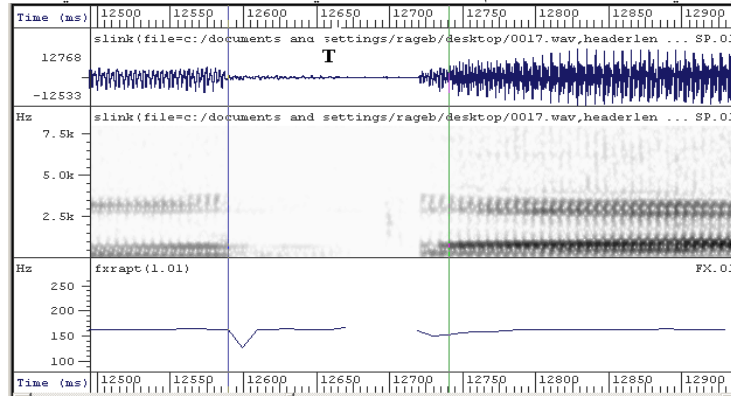 Time (ms) 12500 12550 12600 12650 12700 12750 12800 12850 12900
slink(file=c:/documents and settings/rageb/desktop/0017.wav,headerlen ... SP.01
T
12768
-12533
Hz slink(file=c:/documents and settings/rageb/desktop/0017.wav,headerlen ... SP.01
7.5k
5.0k
2.5k
Hz fxrapt(1.01) FX.01
250
200
150
100
Time (ms) 12500 12550 12600 12650 12700 12750 12800 12850 12900